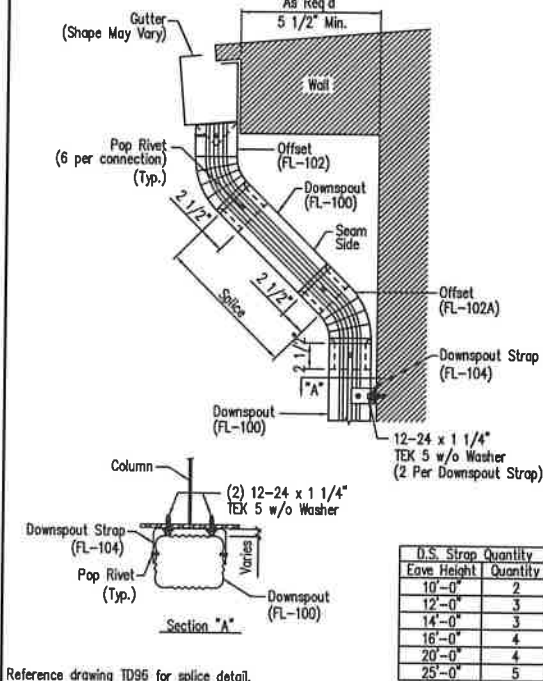 As Req'd
5 1/2" Min.
Gutter
(Shape May Vary)
Wall
Pop Rivet
(6 per connection)
(Typ.)
Offset
(FL-102)
Downspout
(FL-100)
Seam
Side
2 1/2"
Splice
2 1/2"
Offset
(FL-102A)
2 1/2"
"A"
Downspout Strap
(FL-104)
Downspout
(FL-100)
12-24 x 1 1/4"
TEK 5 w/o Washer
(2 Per Downspout Strap)
Column
(2) 12-24 x 1 1/4"
TEK 5 w/o Washer
Downspout Strap
(FL-104)
Varies
Pop Rivet
(Typ.)
Downspout
(FL-100)
Section "A"
D.S. Strap Quantity
Eave Height Quantity
10'-0" 2
12'-0" 3
14'-0" 3
16'-0" 4
20'-0" 4
25'-0" 5
Reference drawing TD96 for splice detail.